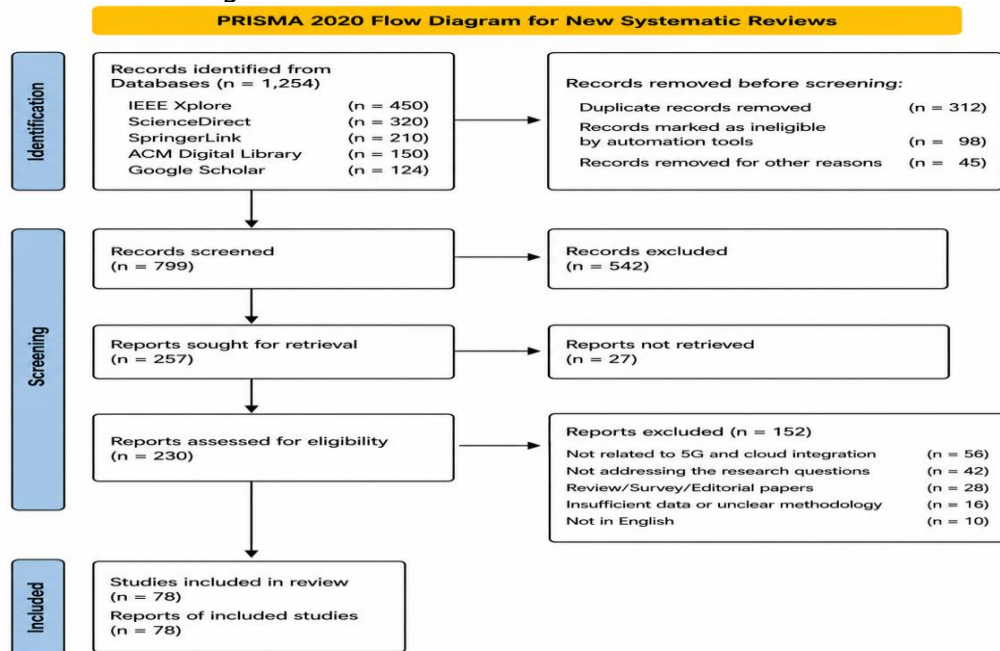 PRISMA 2020 Flow Diagram for New Systematic Reviews
Identification
Records identified from
Databases (n = 1,254)
IEEE Xplore (n = 450)
ScienceDirect (n = 320)
SpringerLink (n = 210)
ACM Digital Library (n = 150)
Google Scholar (n = 124)
Records removed before screening:
Duplicate records removed (n = 312)
Records marked as ineligible
by automation tools (n = 98)
Records removed for other reasons (n = 45)
Screening
Records screened
(n = 799)
Records excluded
(n = 542)
Reports sought for retrieval
(n = 257)
Reports not retrieved
(n = 27)
Reports assessed for eligibility
(n = 230)
Reports excluded (n = 152)
Not related to 5G and cloud integration (n = 56)
Not addressing the research questions (n = 42)
Review/Survey/Editorial papers (n = 28)
Insufficient data or unclear methodology (n = 16)
Not in English (n = 10)
Included
Studies included in review
(n = 78)
Reports of included studies
(n = 78)